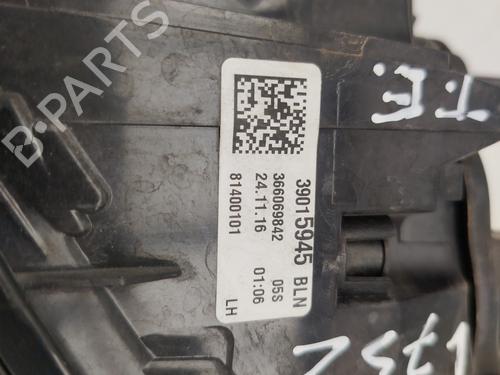 39015945 BLN
366069842
24.11.16 05S
81400101 01:06 LH
B-PARTS
T.E.